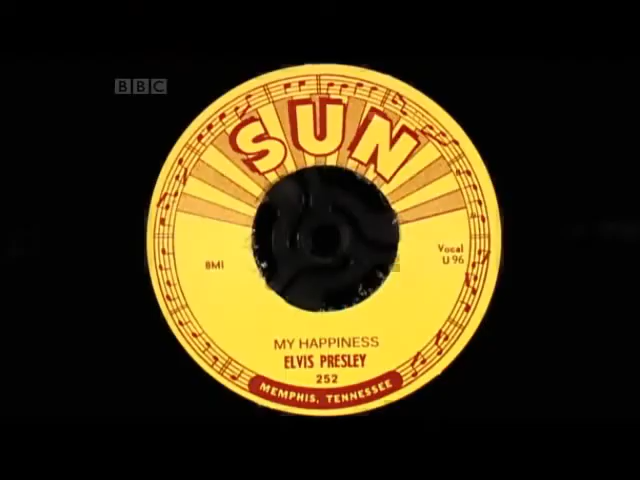 BBC
SUN
BMI
Vocal
U 96
MY HAPPINESS
ELVIS PRESLEY
252
MEMPHIS, TENNESSEE